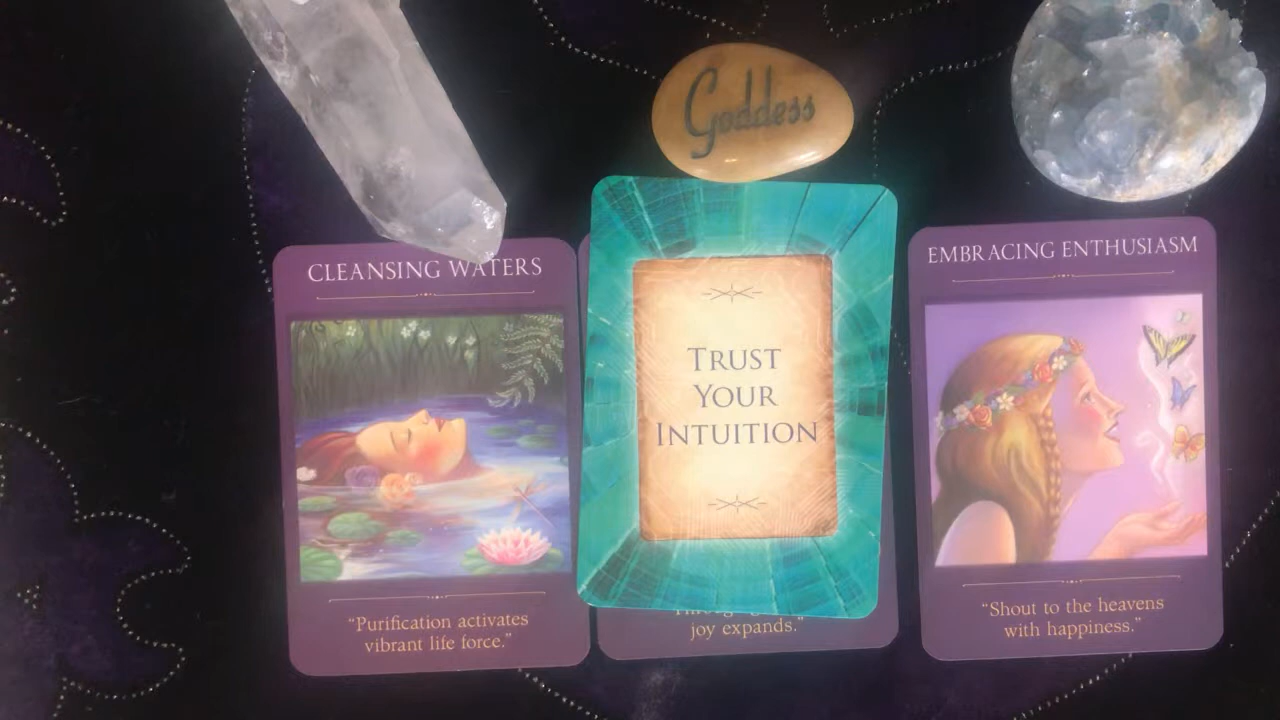 Goddess
CLEANSING WATERS
"Purification activates
vibrant life force."
TRUST
YOUR
INTUITION
joy expands."
EMBRACING ENTHUSIASM
"Shout to the heavens
with happiness."